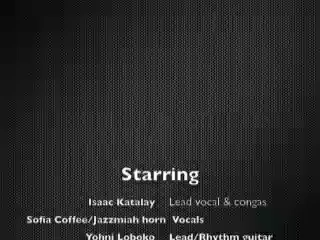 Starring
Isaac Katalay Lead vocal & congas
Sofia Coffee/Jazzmiah horn Vocals
Yohni Loboko Lead/Rhythm guitar